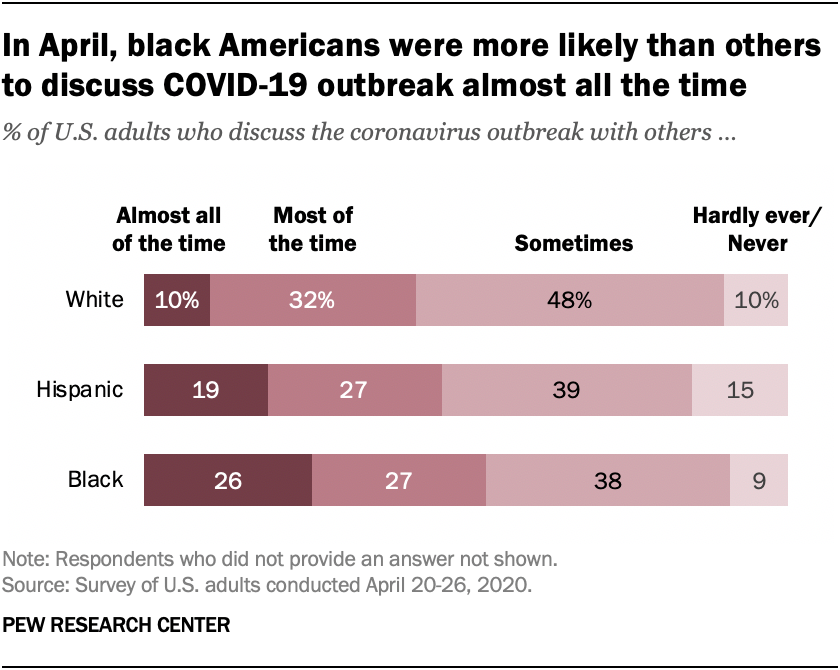 In April, black Americans were more likely than others
to discuss COVID-19 outbreak almost all the time
% of U.S. adults who discuss the coronavirus outbreak with others ...
Almost all
of the time
Most of
the time
Sometimes
Hardly ever/
Never
White 10% 32% 48% 10%
Hispanic 19 27 39 15
Black 26 27 38 9
Note: Respondents who did not provide an answer not shown.
Source: Survey of U.S. adults conducted April 20-26, 2020.
PEW RESEARCH CENTER